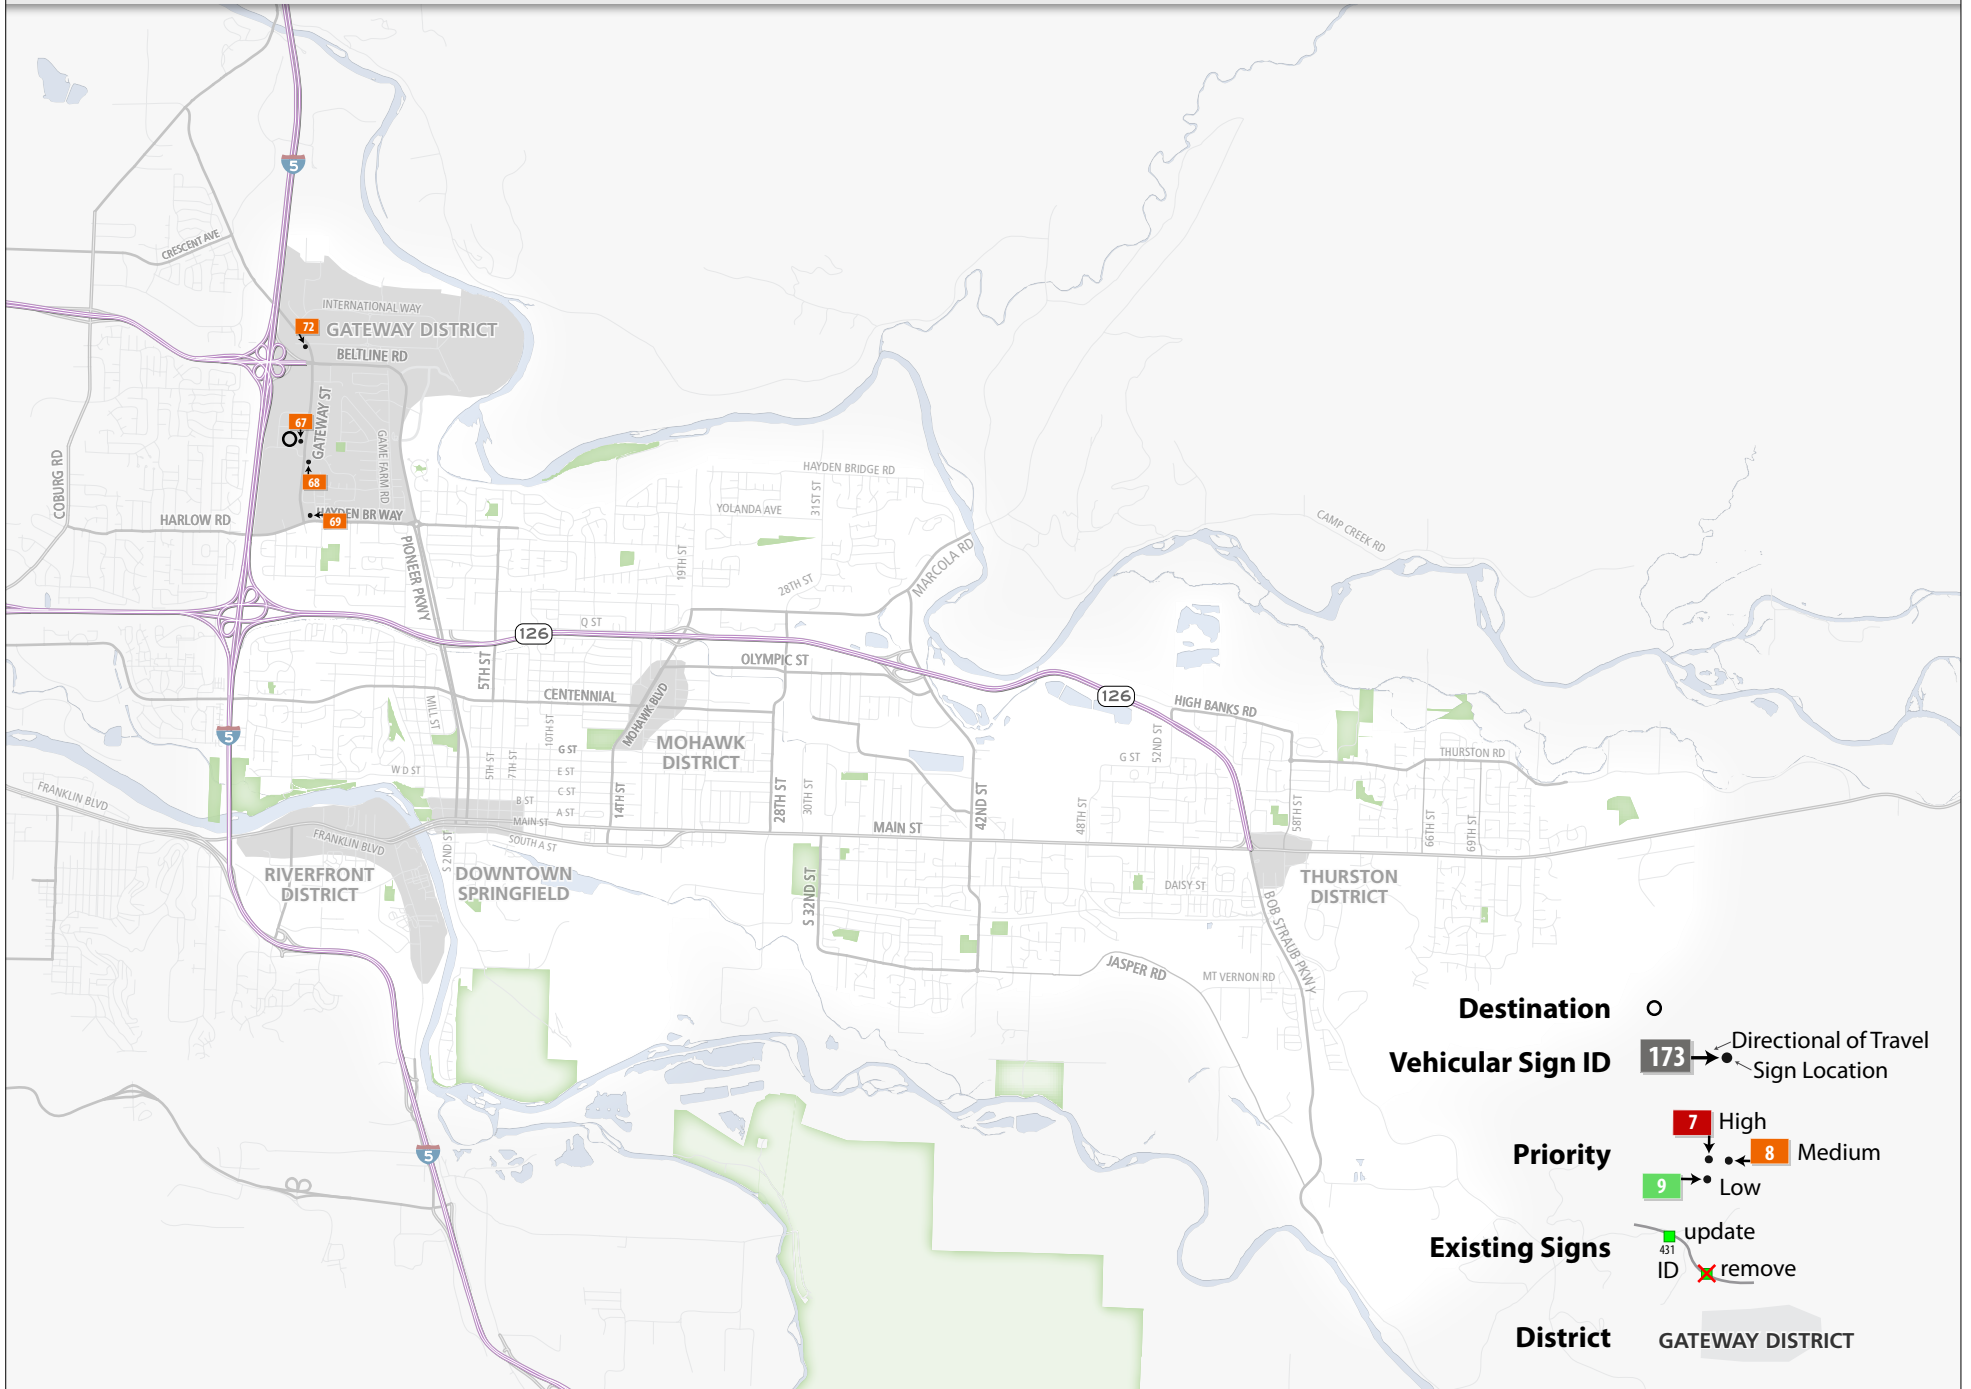 5
CRESCENT AVE
INTERNATIONAL WAY
72
GATEWAY DISTRICT
BELTLINE RD
GATEWAY ST
67
GAME FARM RD
68
COBURG RD
HARLOW RD
HAYDEN BR WAY
69
PIONEER PKWY
HAYDEN BRIDGE RD
YOLANDA AVE
31ST ST
19TH ST
28TH ST
MARCOLA RD
CAMP CREEK RD
Q ST
126
5TH ST
OLYMPIC ST
CENTENNIAL
MOHAWK BLVD
MOHAWK
DISTRICT
126
HIGH BANKS RD
52ND ST
G ST
THURSTON RD
5
MILL ST
10TH ST
G ST
5TH ST
7TH ST
W D ST
E ST
C ST
B ST
A ST
14TH ST
28TH ST
30TH ST
42ND ST
48TH ST
58TH ST
66TH ST
69TH ST
FRANKLIN BLVD
FRANKLIN BLVD
MAIN ST
SOUTH A ST
MAIN ST
S 2ND ST
RIVERFRONT
DISTRICT
DOWNTOWN
SPRINGFIELD
S 32ND ST
DAISY ST
THURSTON
DISTRICT
BOB STRAUB PKWY
JASPER RD
MT VERNON RD
5
Destination
Vehicular Sign ID
173
Directional of Travel
Sign Location
Priority
7
High
8
Medium
9
Low
Existing Signs
update
431
ID
remove
District
GATEWAY DISTRICT